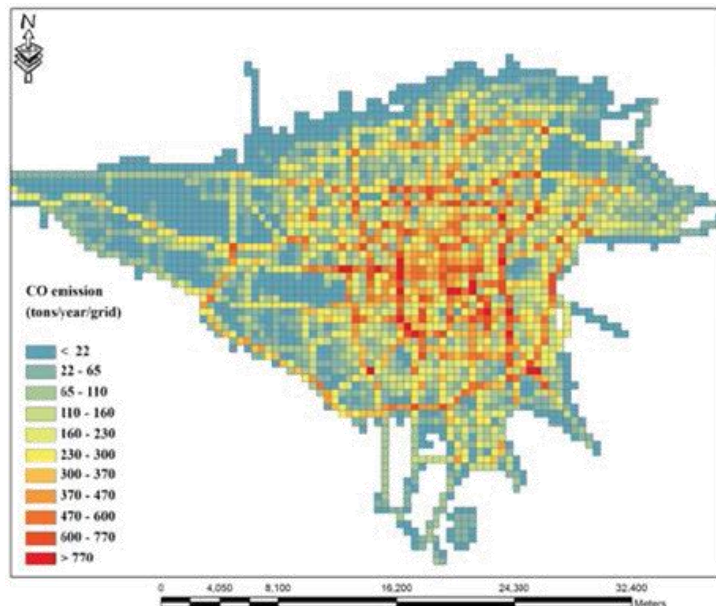 N
CO emission
(tons/year/grid)
< 22
22 - 65
65 - 110
110 - 160
160 - 230
230 - 300
300 - 370
370 - 470
470 - 600
600 - 770
> 770
0 4,050 8,100 16,200 24,300 32,400
Meters